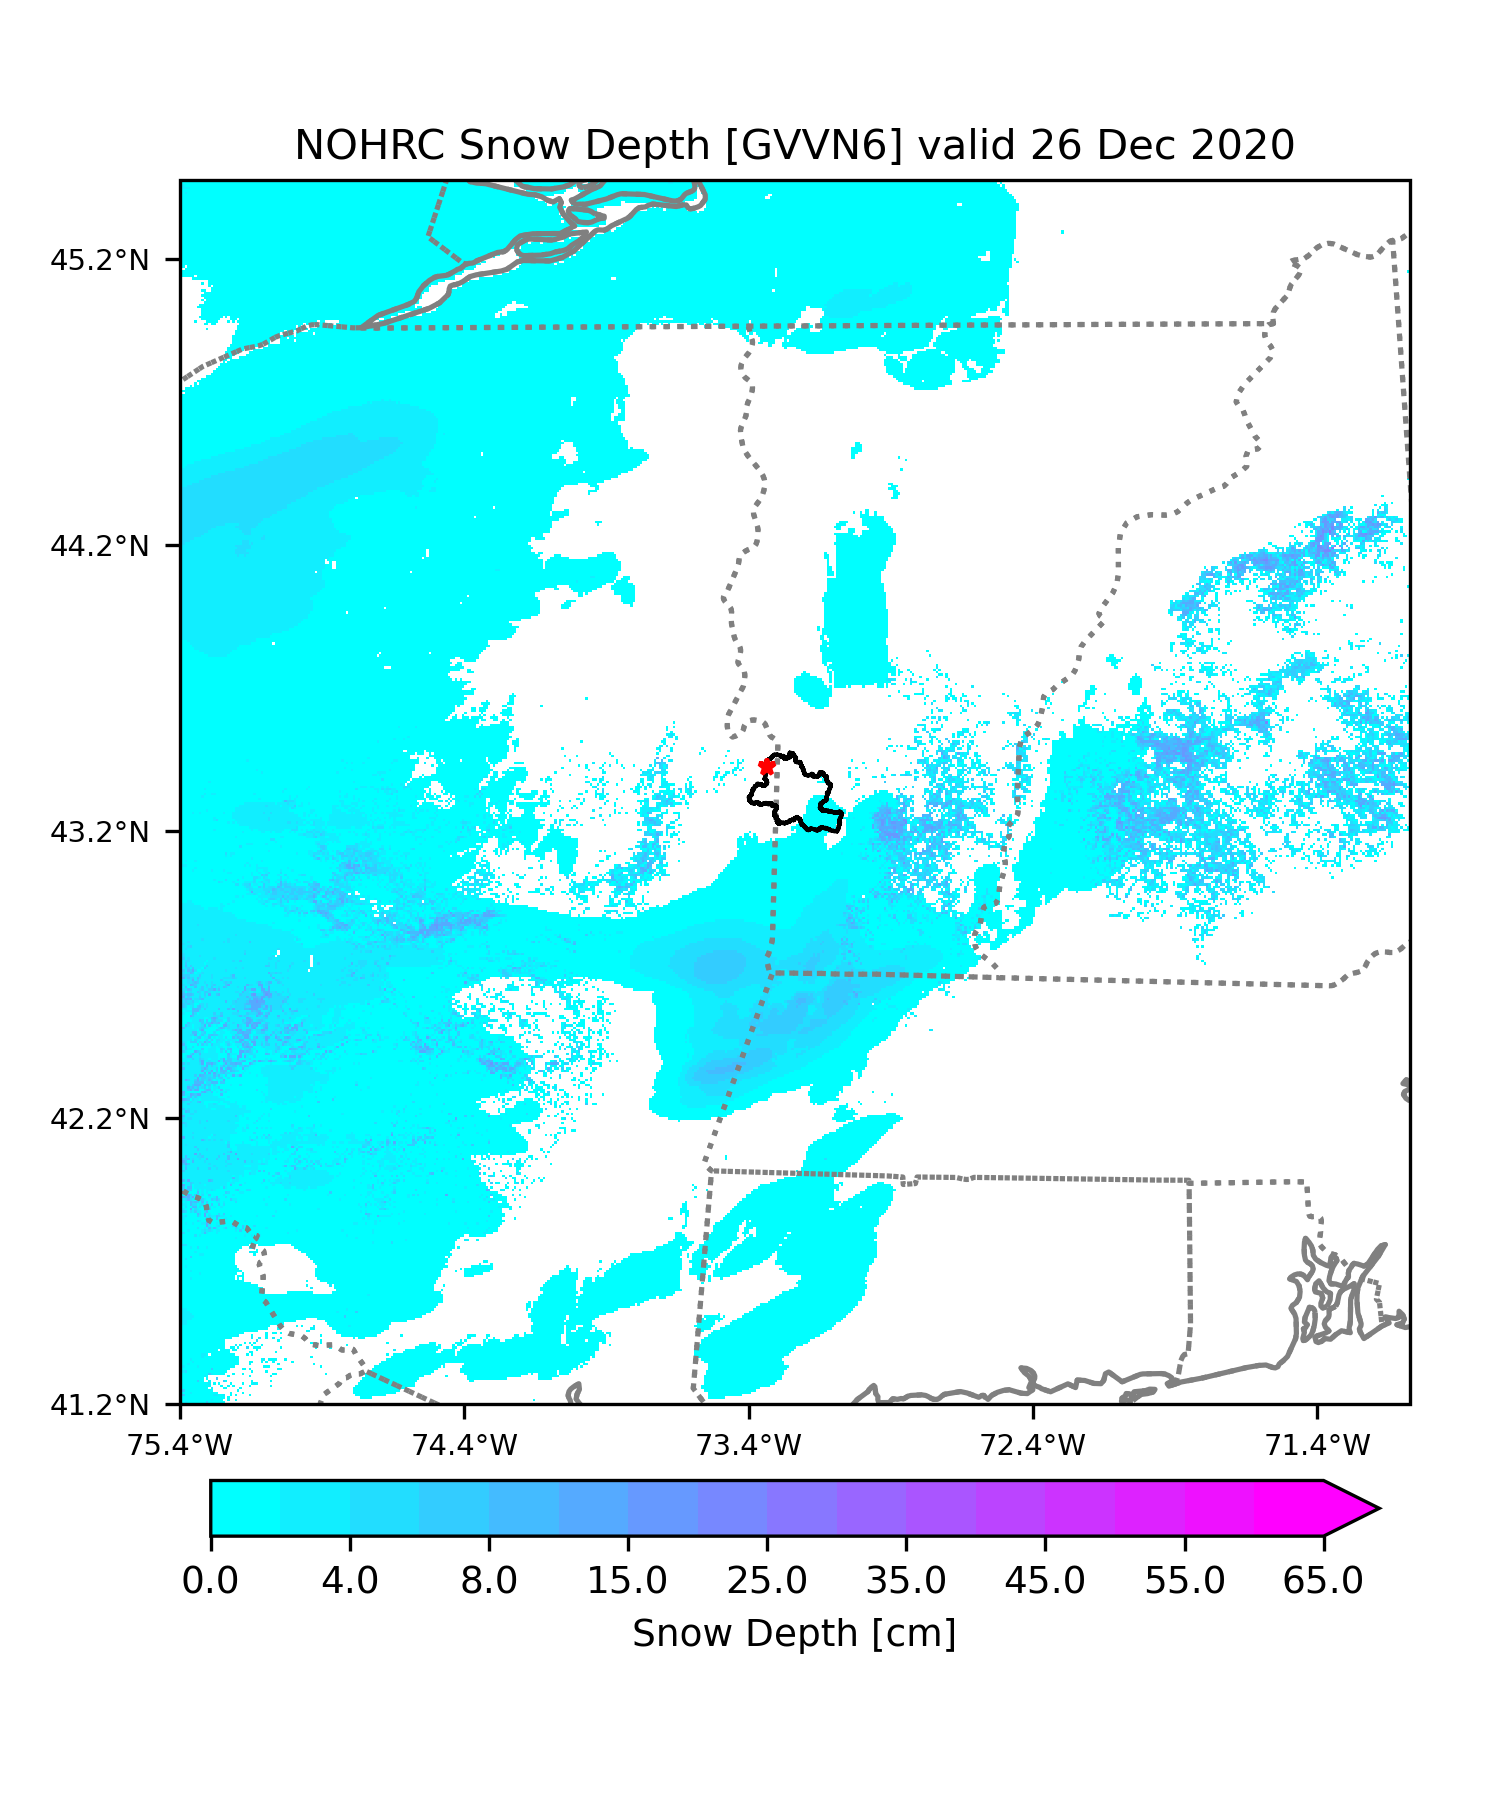 NOHRC Snow Depth [GVVN6] valid 26 Dec 2020
45.2°N
44.2°N
43.2°N
42.2°N
41.2°N
75.4°W 74.4°W 73.4°W 72.4°W 71.4°W
0.0 4.0 8.0 15.0 25.0 35.0 45.0 55.0 65.0
Snow Depth [cm]